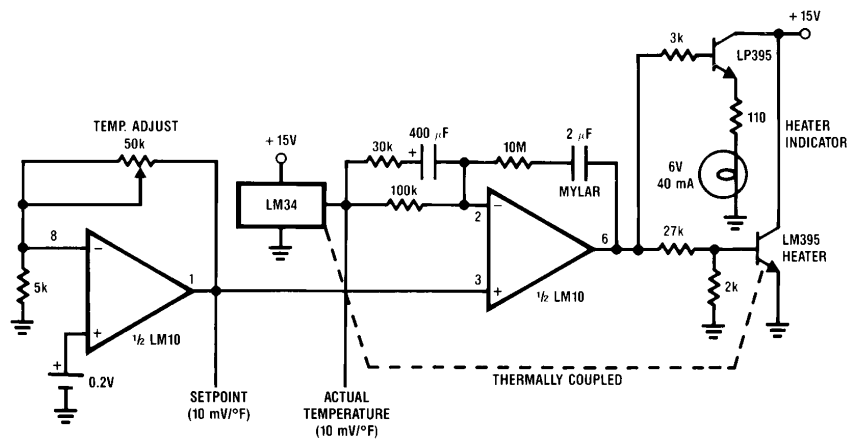 + 15V
3k
LP395
TEMP. ADJUST
50k
400 μF
110
HEATER
INDICATOR
+ 15V
30k
+
10M
2 μF
MYLAR
6V
40 mA
LM34
100k
2
−
6
27k
LM395
HEATER
8
−
1
3
+
5k
2k
+
½ LM10
½ LM10
+
0.2V
THERMALLY COUPLED
SETPOINT
(10 mV/°F)
ACTUAL
TEMPERATURE
(10 mV/°F)